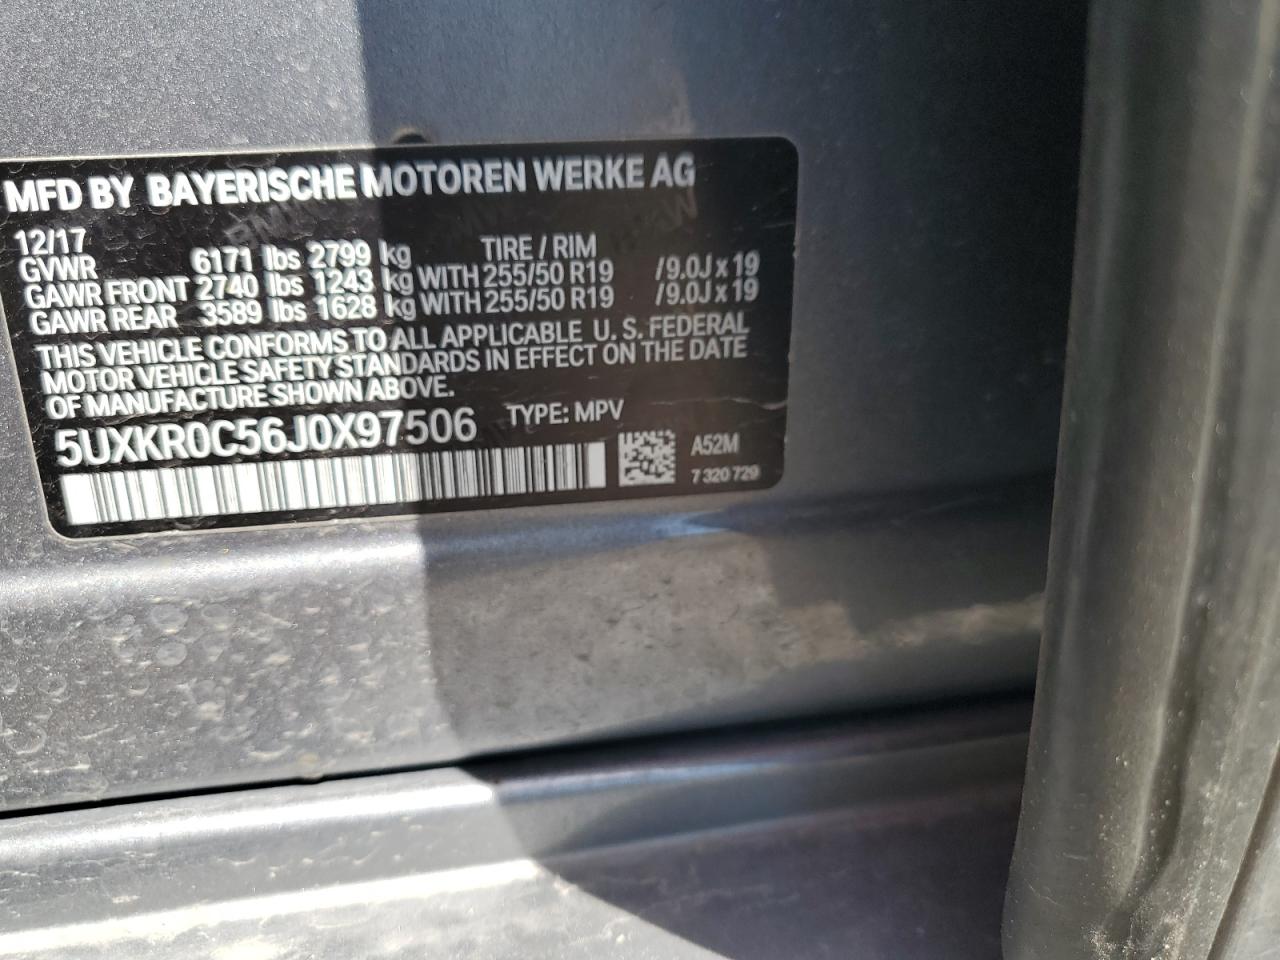 MFD BY BAYERISCHE MOTOREN WERKE AG
12/17 TIRE / RIM
GVWR 6171 lbs 2799 kg
GAWR FRONT 2740 lbs 1243 kg WITH 255/50 R19 /9.0J x 19
GAWR REAR 3589 lbs 1628 kg WITH 255/50 R19 /9.0J x 19
THIS VEHICLE CONFORMS TO ALL APPLICABLE U. S. FEDERAL
MOTOR VEHICLE SAFETY STANDARDS IN EFFECT ON THE DATE
OF MANUFACTURE SHOWN ABOVE.
5UXKR0C56J0X97506 TYPE: MPV
A52M
7 320 729